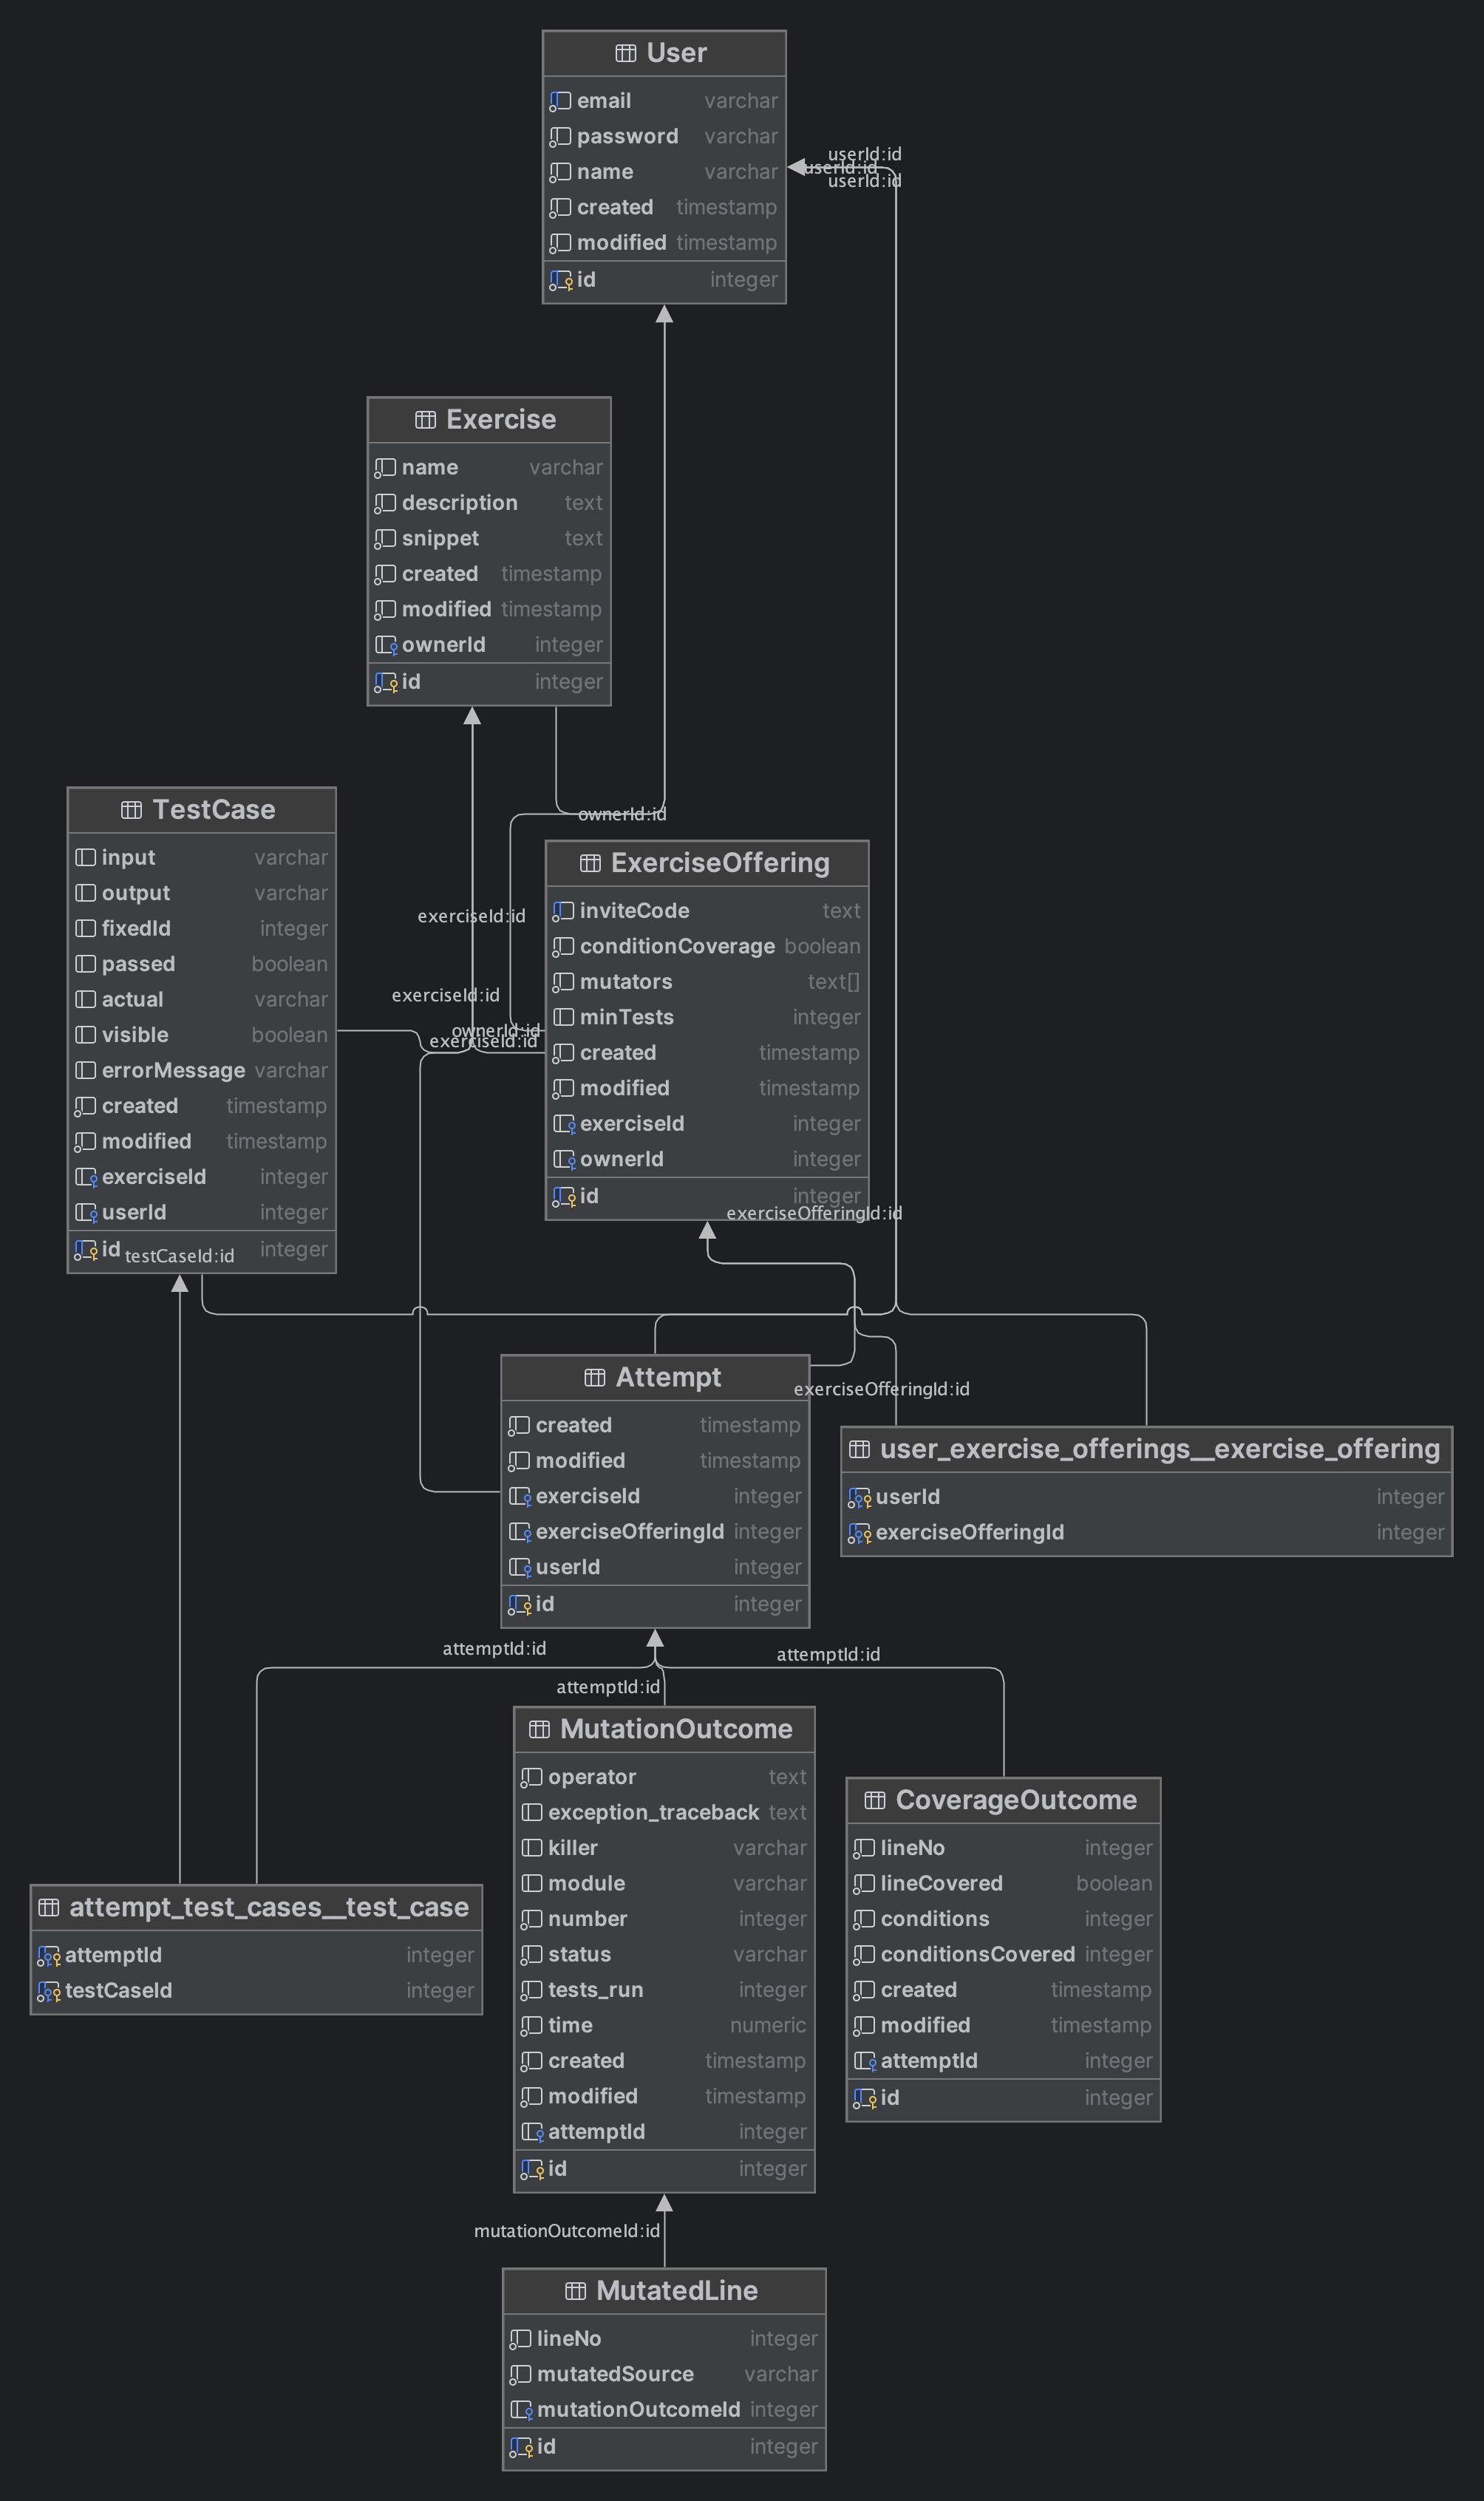 User
email varchar
password varchar
name varchar
created timestamp
modified timestamp
id integer
userId:id
userId:id
userId:id
Exercise
name varchar
description text
snippet text
created timestamp
modified timestamp
ownerId integer
id integer
TestCase
input varchar
output varchar
fixedId integer
passed boolean
actual varchar
visible boolean
errorMessage varchar
created timestamp
modified timestamp
exerciseId integer
userId integer
id integer
testCaseId:id
ownerId:id
exerciseId:id
exerciseId:id
ownerId:id
exerciseId:id
ExerciseOffering
inviteCode text
conditionCoverage boolean
mutators text[]
minTests integer
created timestamp
modified timestamp
exerciseId integer
ownerId integer
id integer
exerciseOfferingId:id
Attempt
created timestamp
modified timestamp
exerciseId integer
exerciseOfferingId integer
userId integer
id integer
exerciseOfferingId:id
user_exercise_offerings__exercise_offering
userId integer
exerciseOfferingId integer
attemptId:id
attemptId:id
attemptId:id
attempt_test_cases__test_case
attemptId integer
testCaseId integer
MutationOutcome
operator text
exception_traceback text
killer varchar
module varchar
number integer
status varchar
tests_run integer
time numeric
created timestamp
modified timestamp
attemptId integer
id integer
CoverageOutcome
lineNo integer
lineCovered boolean
conditions integer
conditionsCovered integer
created timestamp
modified timestamp
attemptId integer
id integer
mutationOutcomeId:id
MutatedLine
lineNo integer
mutatedSource varchar
mutationOutcomeId integer
id integer